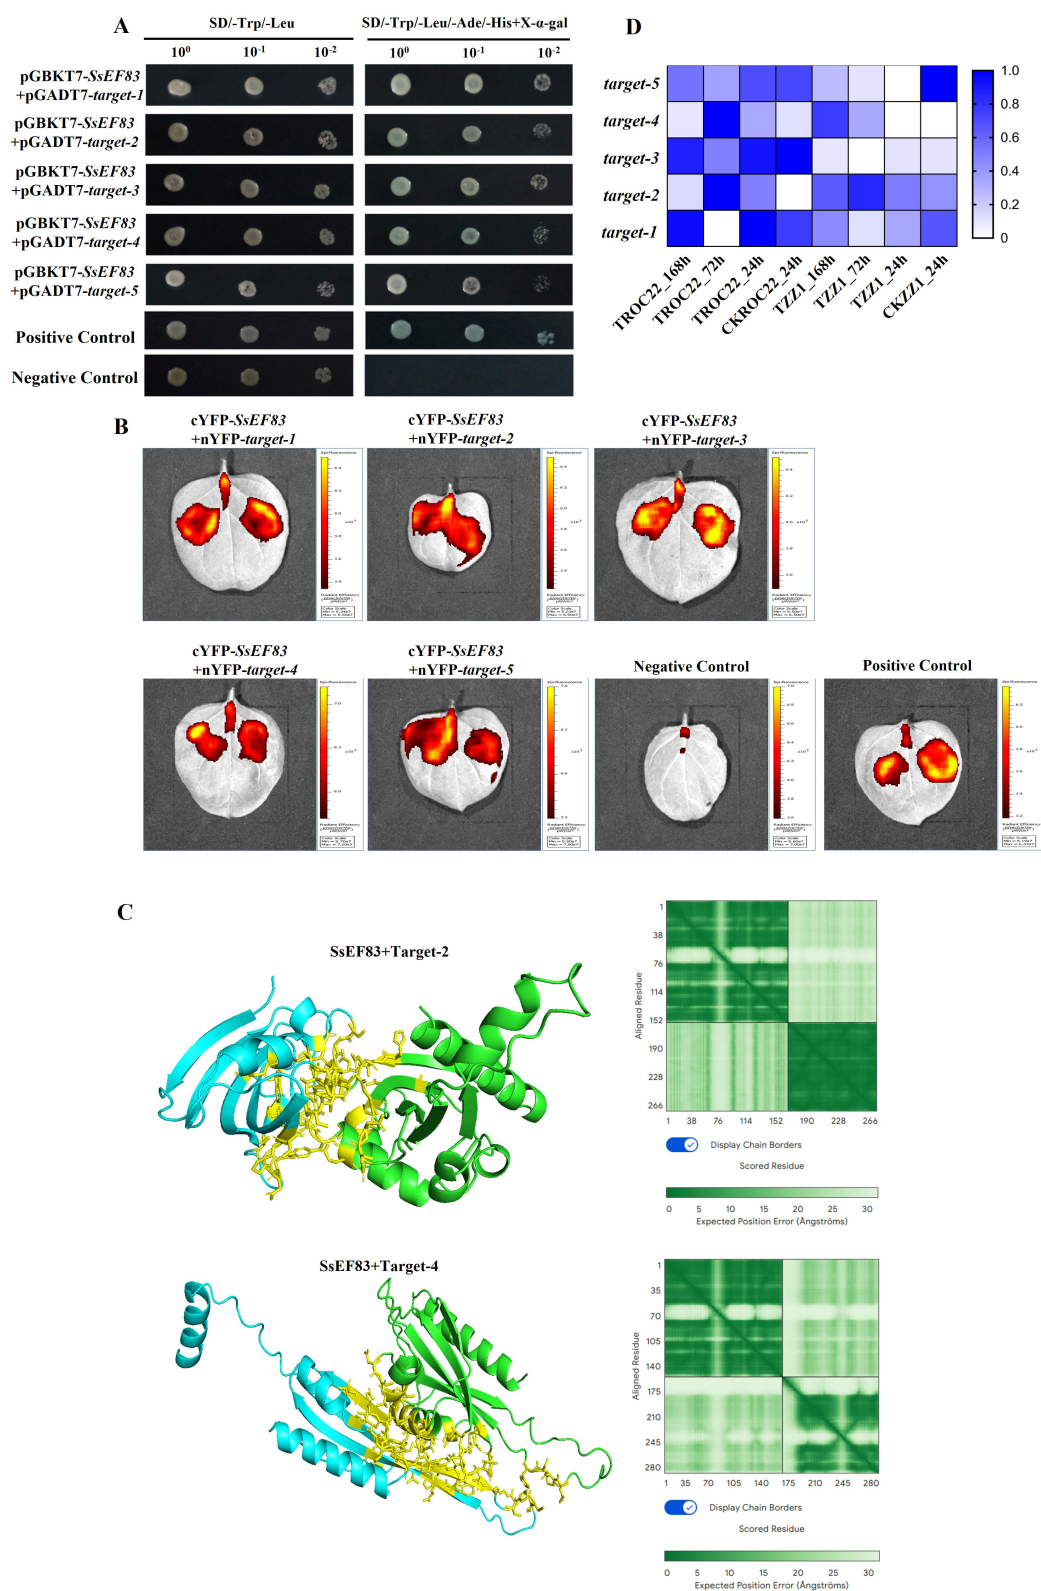 A
SD/-Trp/-Leu
SD/-Trp/-Leu/-Ade/-His+X-α-gal
10⁰ 10⁻¹ 10⁻² 10⁰ 10⁻¹ 10⁻²
pGBKT7-SsEF83
+pGADT7-target-1
pGBKT7-SsEF83
+pGADT7-target-2
pGBKT7-SsEF83
+pGADT7-target-3
pGBKT7-SsEF83
+pGADT7-target-4
pGBKT7-SsEF83
+pGADT7-target-5
Positive Control
Negative Control
D
target-5
target-4
target-3
target-2
target-1
1.0
0.8
0.6
0.4
0.2
0
TROC22_168h
TROC22_72h
TROC22_24h
CKROC22_24h
TZZ1_168h
TZZ1_72h
TZZ1_24h
CKZZ1_24h
B
cYFP-SsEF83
+nYFP-target-1
cYFP-SsEF83
+nYFP-target-2
cYFP-SsEF83
+nYFP-target-3
cYFP-SsEF83
+nYFP-target-4
cYFP-SsEF83
+nYFP-target-5
Negative Control
Positive Control
C
SsEF83+Target-2
Aligned Residue
1
38
76
114
152
190
228
266
1 38 76 114 152 190 228 266
Display Chain Borders
Scored Residue
0 5 10 15 20 25 30
Expected Position Error (Ångströms)
SsEF83+Target-4
Aligned Residue
1
35
70
105
140
175
210
245
280
1 35 70 105 140 175 210 245 280
Display Chain Borders
Scored Residue
0 5 10 15 20 25 30
Expected Position Error (Ångströms)